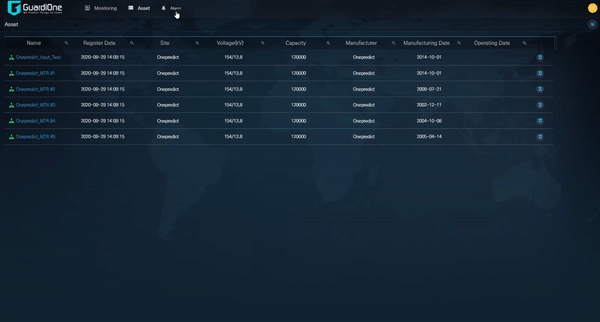 GuardiOne
Monitoring Asset Alarm
Asset
Name Register Date Site Voltage(kV) Capacity Manufacturer Manufacturing Date Operating Date
Onepredict_Input_Test 2020-09-29 14:09:15 Onepredict 154/13.8 120000 Onepredict 2014-10-01
Onepredict_MTR #1 2020-09-29 14:09:15 Onepredict 154/13.8 120000 Onepredict 2014-10-01
Onepredict_MTR #2 2020-09-29 14:09:15 Onepredict 154/13.8 120000 Onepredict 2009-07-21
Onepredict_MTR #3 2020-09-29 14:09:15 Onepredict 154/13.8 120000 Onepredict 2003-12-11
Onepredict_MTR #4 2020-09-29 14:09:15 Onepredict 154/13.8 120000 Onepredict 2004-10-08
Onepredict_MTR #5 2020-09-29 14:09:15 Onepredict 154/13.8 120000 Onepredict 2005-04-14